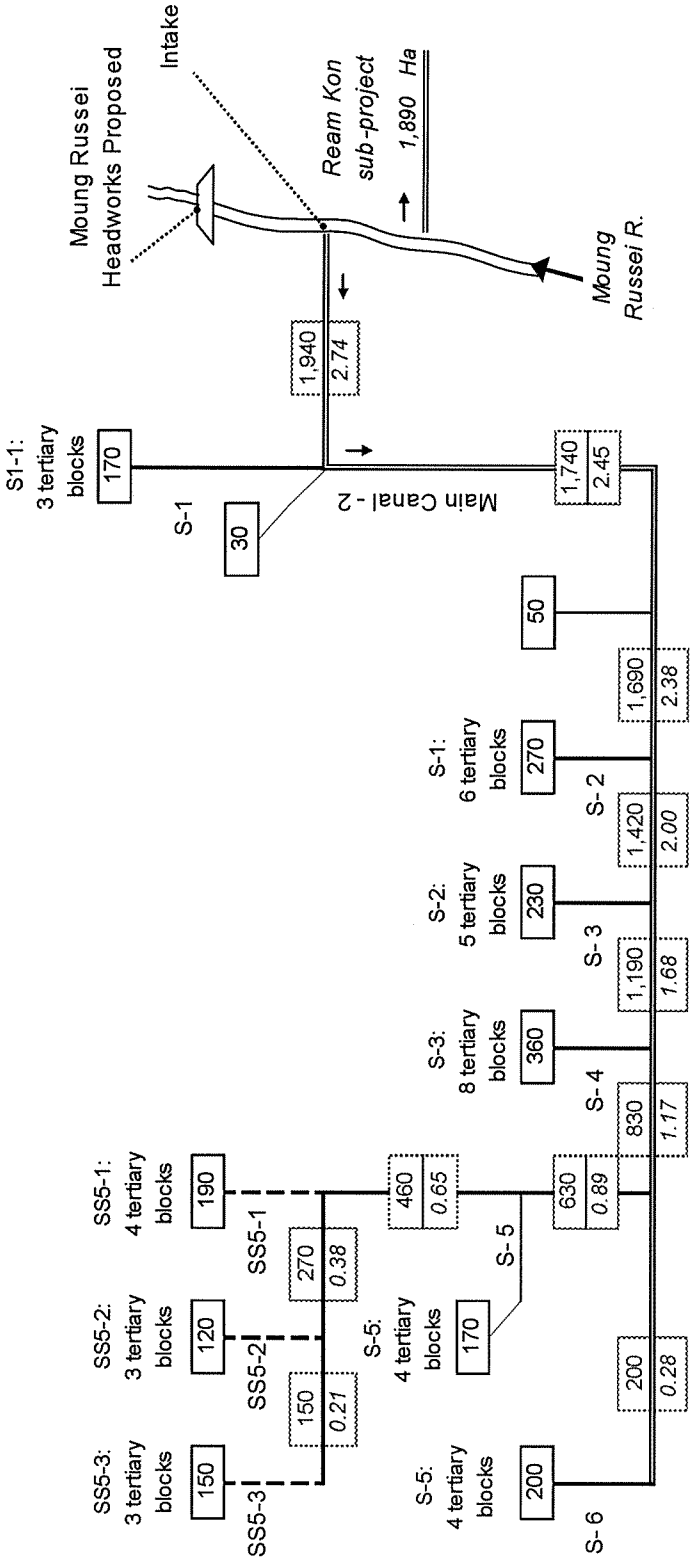 Moung Russei
Headworks Proposed
Intake
Ream Kon
sub-project
1,890 Ha
Moung
Russei R.
1,940
2.74
S1-1:
3 tertiary
blocks
170
S-1
30
Main Canal - 2
1,740
2.45
50
1,690
2.38
S-1:
6 tertiary
blocks
270
S- 2
1,420
2.00
S-2:
5 tertiary
blocks
230
S- 3
1,190
1.68
S-3:
8 tertiary
blocks
360
S- 4
830
1.17
SS5-1:
4 tertiary
blocks
190
SS5-1
460
0.65
630
0.89
S- 5
S-5:
4 tertiary
blocks
170
270
0.38
SS5-2:
3 tertiary
blocks
120
SS5-2
150
0.21
SS5-3:
3 tertiary
blocks
150
SS5-3
200
0.28
S-5:
4 tertiary
blocks
200
S- 6